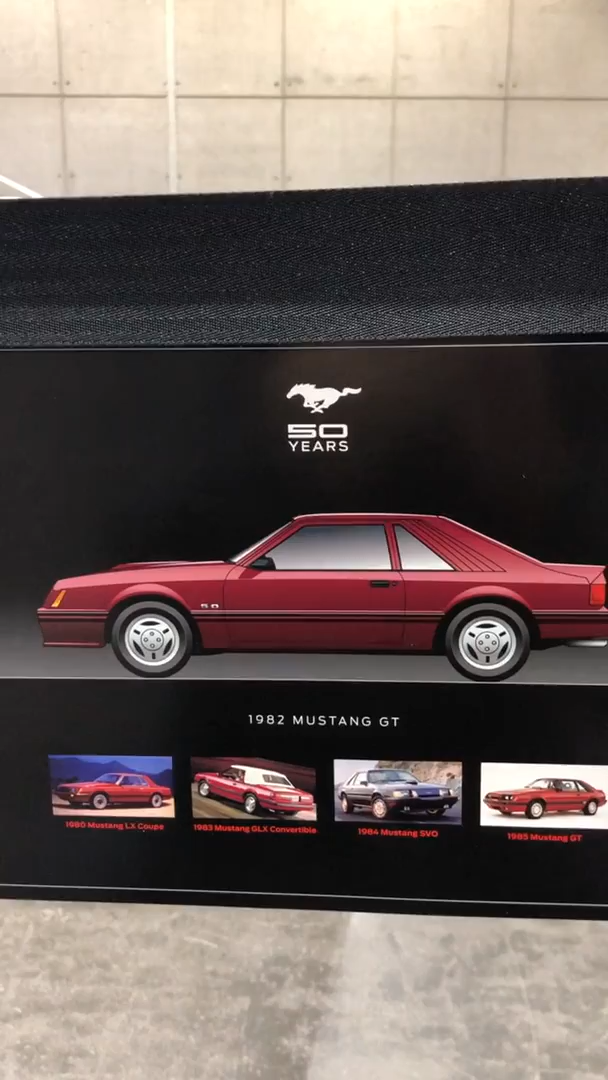 50
YEARS
5.0
1982 MUSTANG GT
1980 Mustang LX Coupe
1983 Mustang GLX Convertible
1984 Mustang SVO
1985 Mustang GT